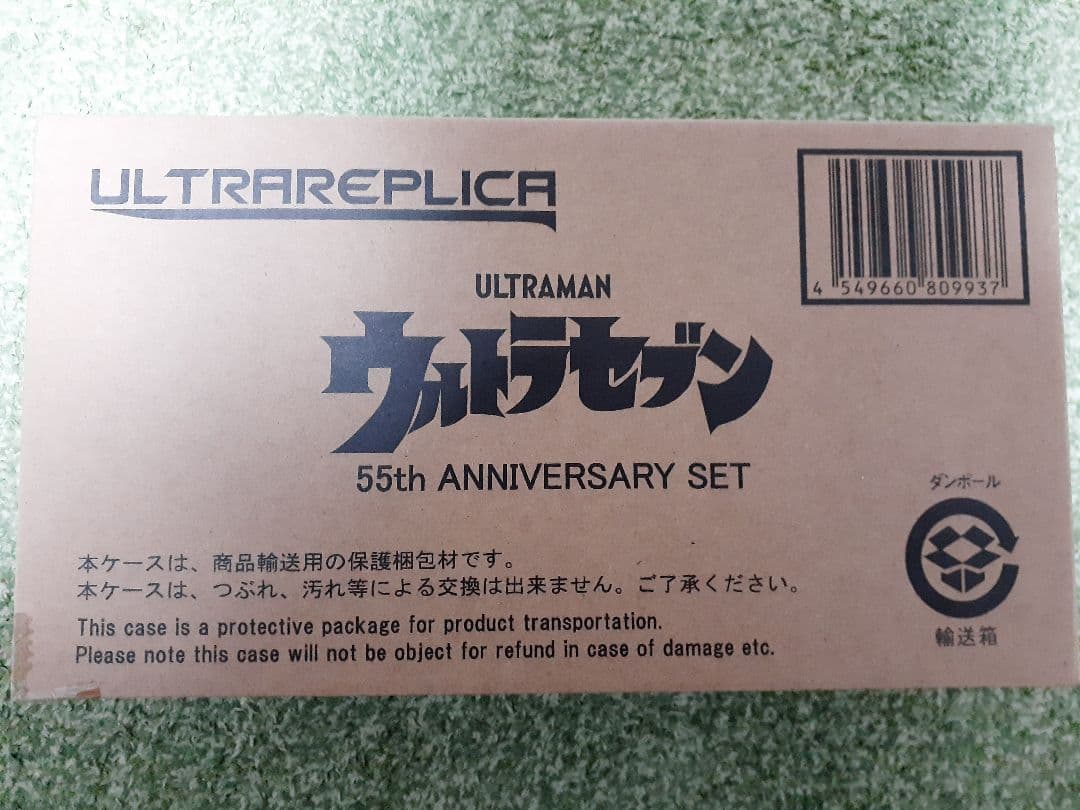 ULTRAREPLICA
4 549660 809937
ULTRAMAN
ウルトラセブン
55th ANNIVERSARY SET
ダンボール
輸送箱
本ケースは、商品輸送用の保護梱包材です。
本ケースは、つぶれ、汚れ等による交換は出来ません。ご了承ください。
This case is a protective package for product transportation.
Please note this case will not be object for refund in case of damage etc.